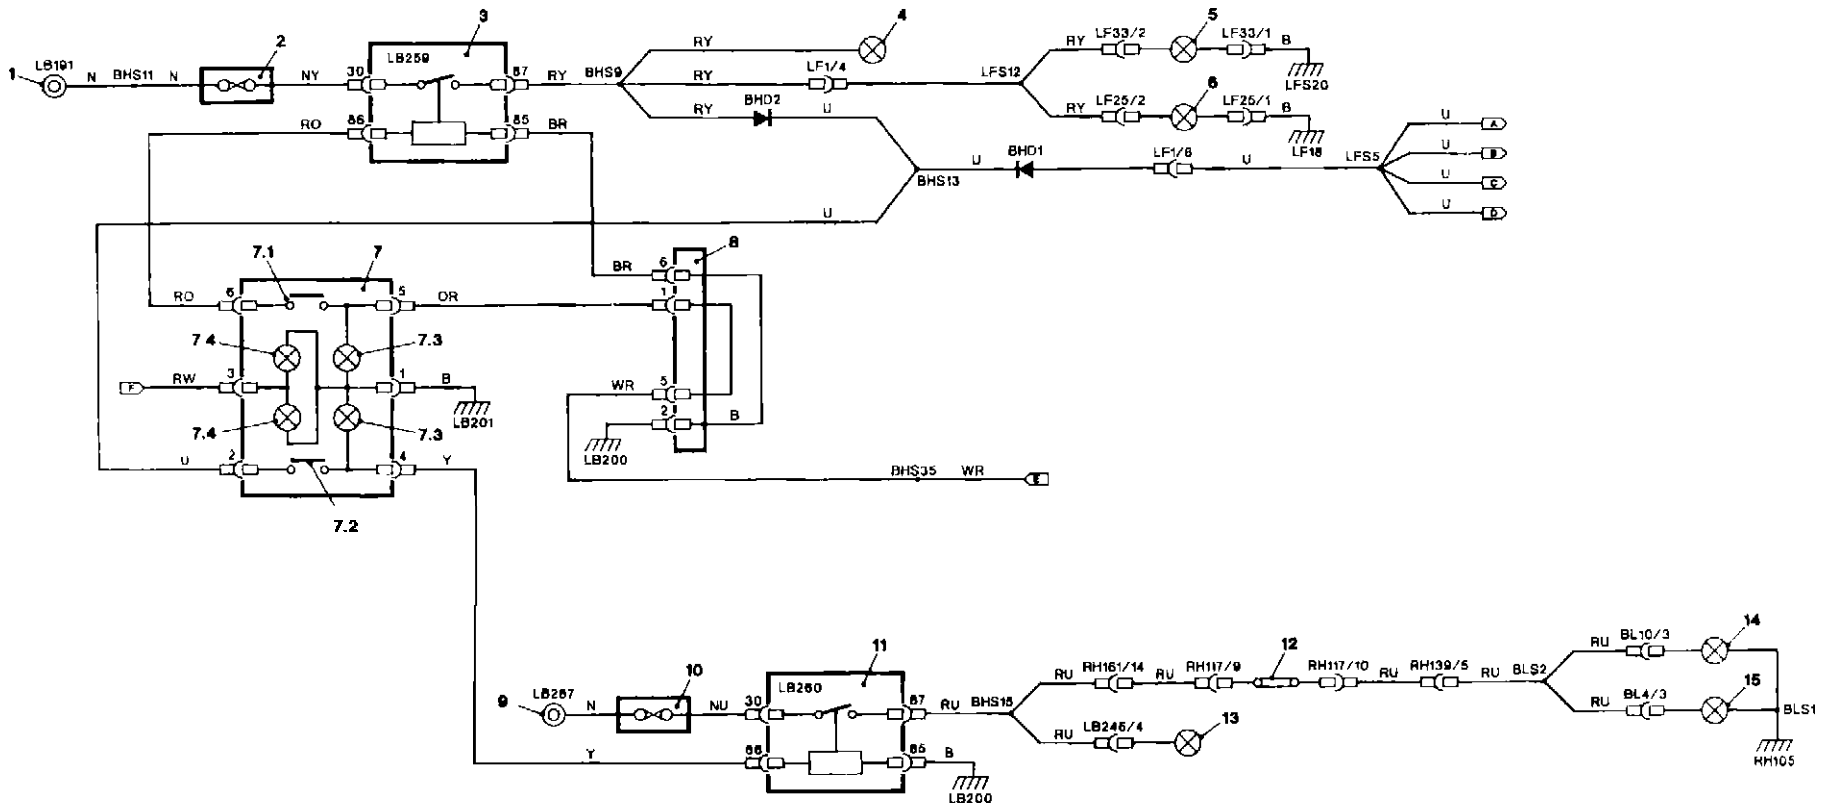 3
LB259
2
1
LB191
N
BHS11
N
NY
30
87
RY
BHS9
RY
4
RY
LF1/4
LFS12
RY
LF33/2
5
LF33/1
B
LFS20
RY
LF25/2
6
LF25/1
B
LF18
RO
86
85
BR
RY
BHD2
U
BHS13
U
BHD1
LF1/6
U
LFS5
U
A
U
B
U
C
U
D
U
7.1
7
8
BR
6
RO
6
5
OR
1
7.4
7.3
RW
3
1
B
LB201
WR
5
7.4
7.3
2
B
LB200
U
2
4
Y
BHS35
WR
E
7.2
9
LB267
N
10
NU
30
LB260
11
87
RU
BHS15
RU
RH161/14
RU
RH117/9
12
RH117/10
RU
RH139/5
RU
BLS2
RU
BL10/3
14
RU
BL4/3
15
BLS1
RH105
RU
LB245/4
13
Y
86
85
B
LB200